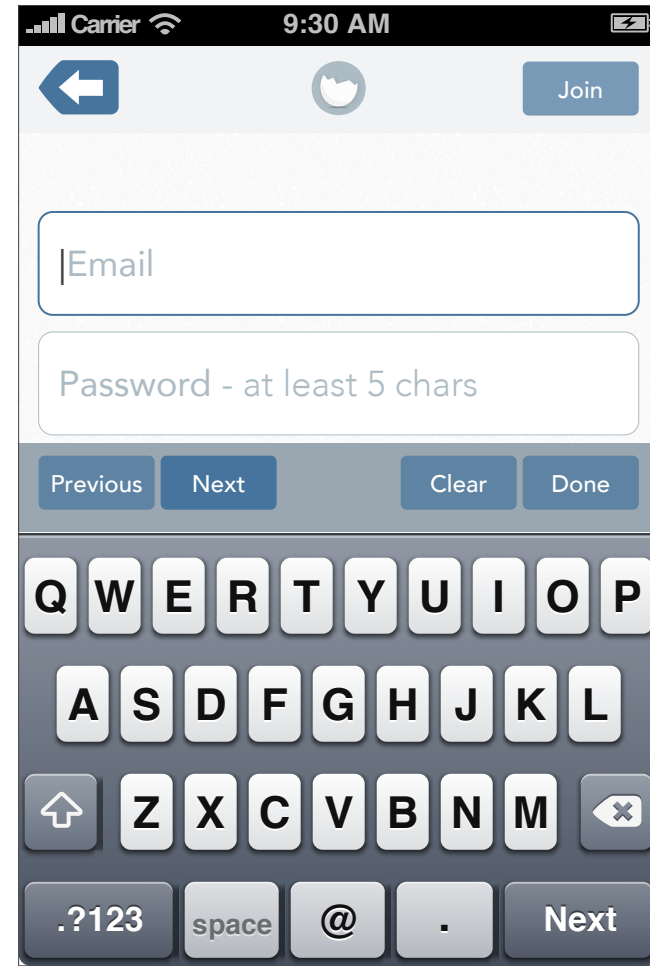 Carrier 9:30 AM
Join
Email
Password - at least 5 chars
Previous Next Clear Done
Q W E R T Y U I O P
A S D F G H J K L
Z X C V B N M
.?123 space @ . Next